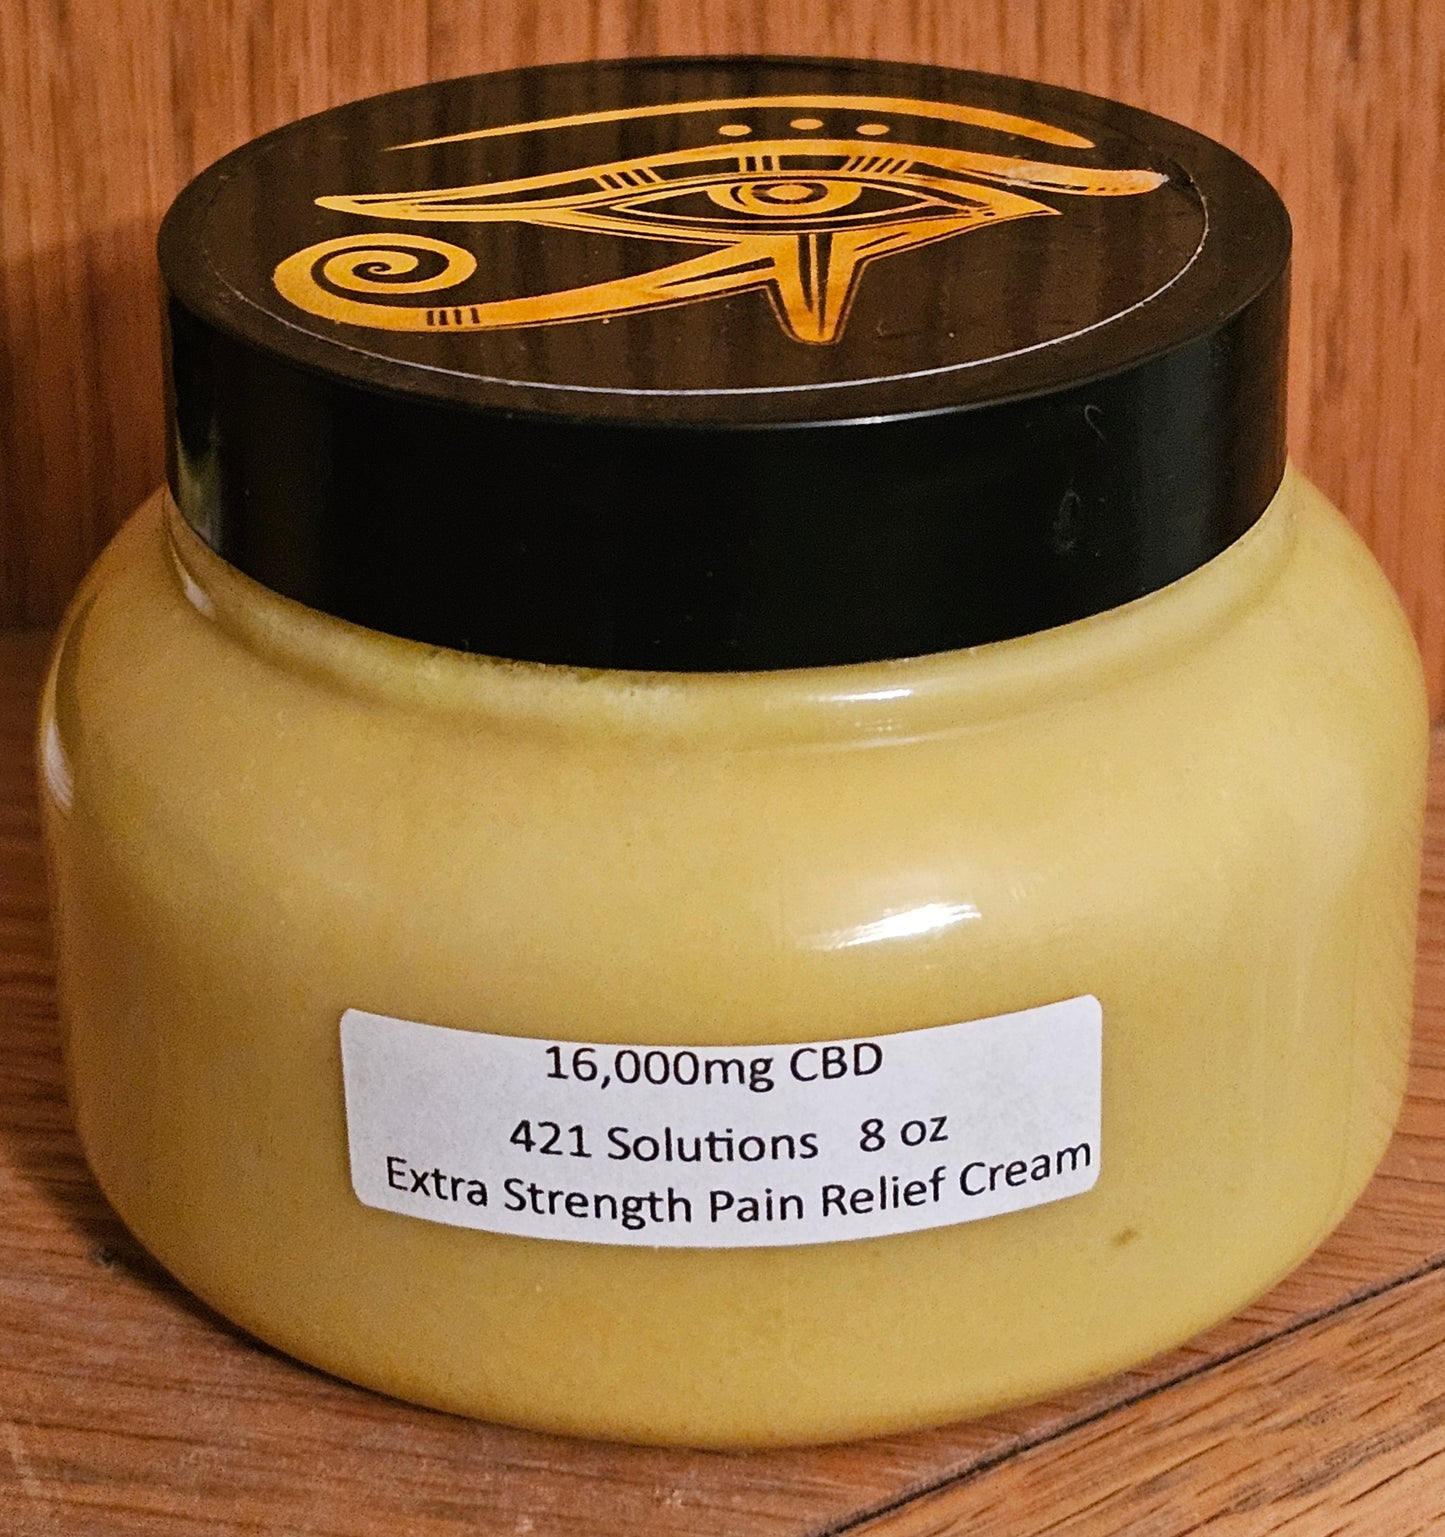 16,000mg CBD
421 Solutions 8 oz
Extra Strength Pain Relief Cream